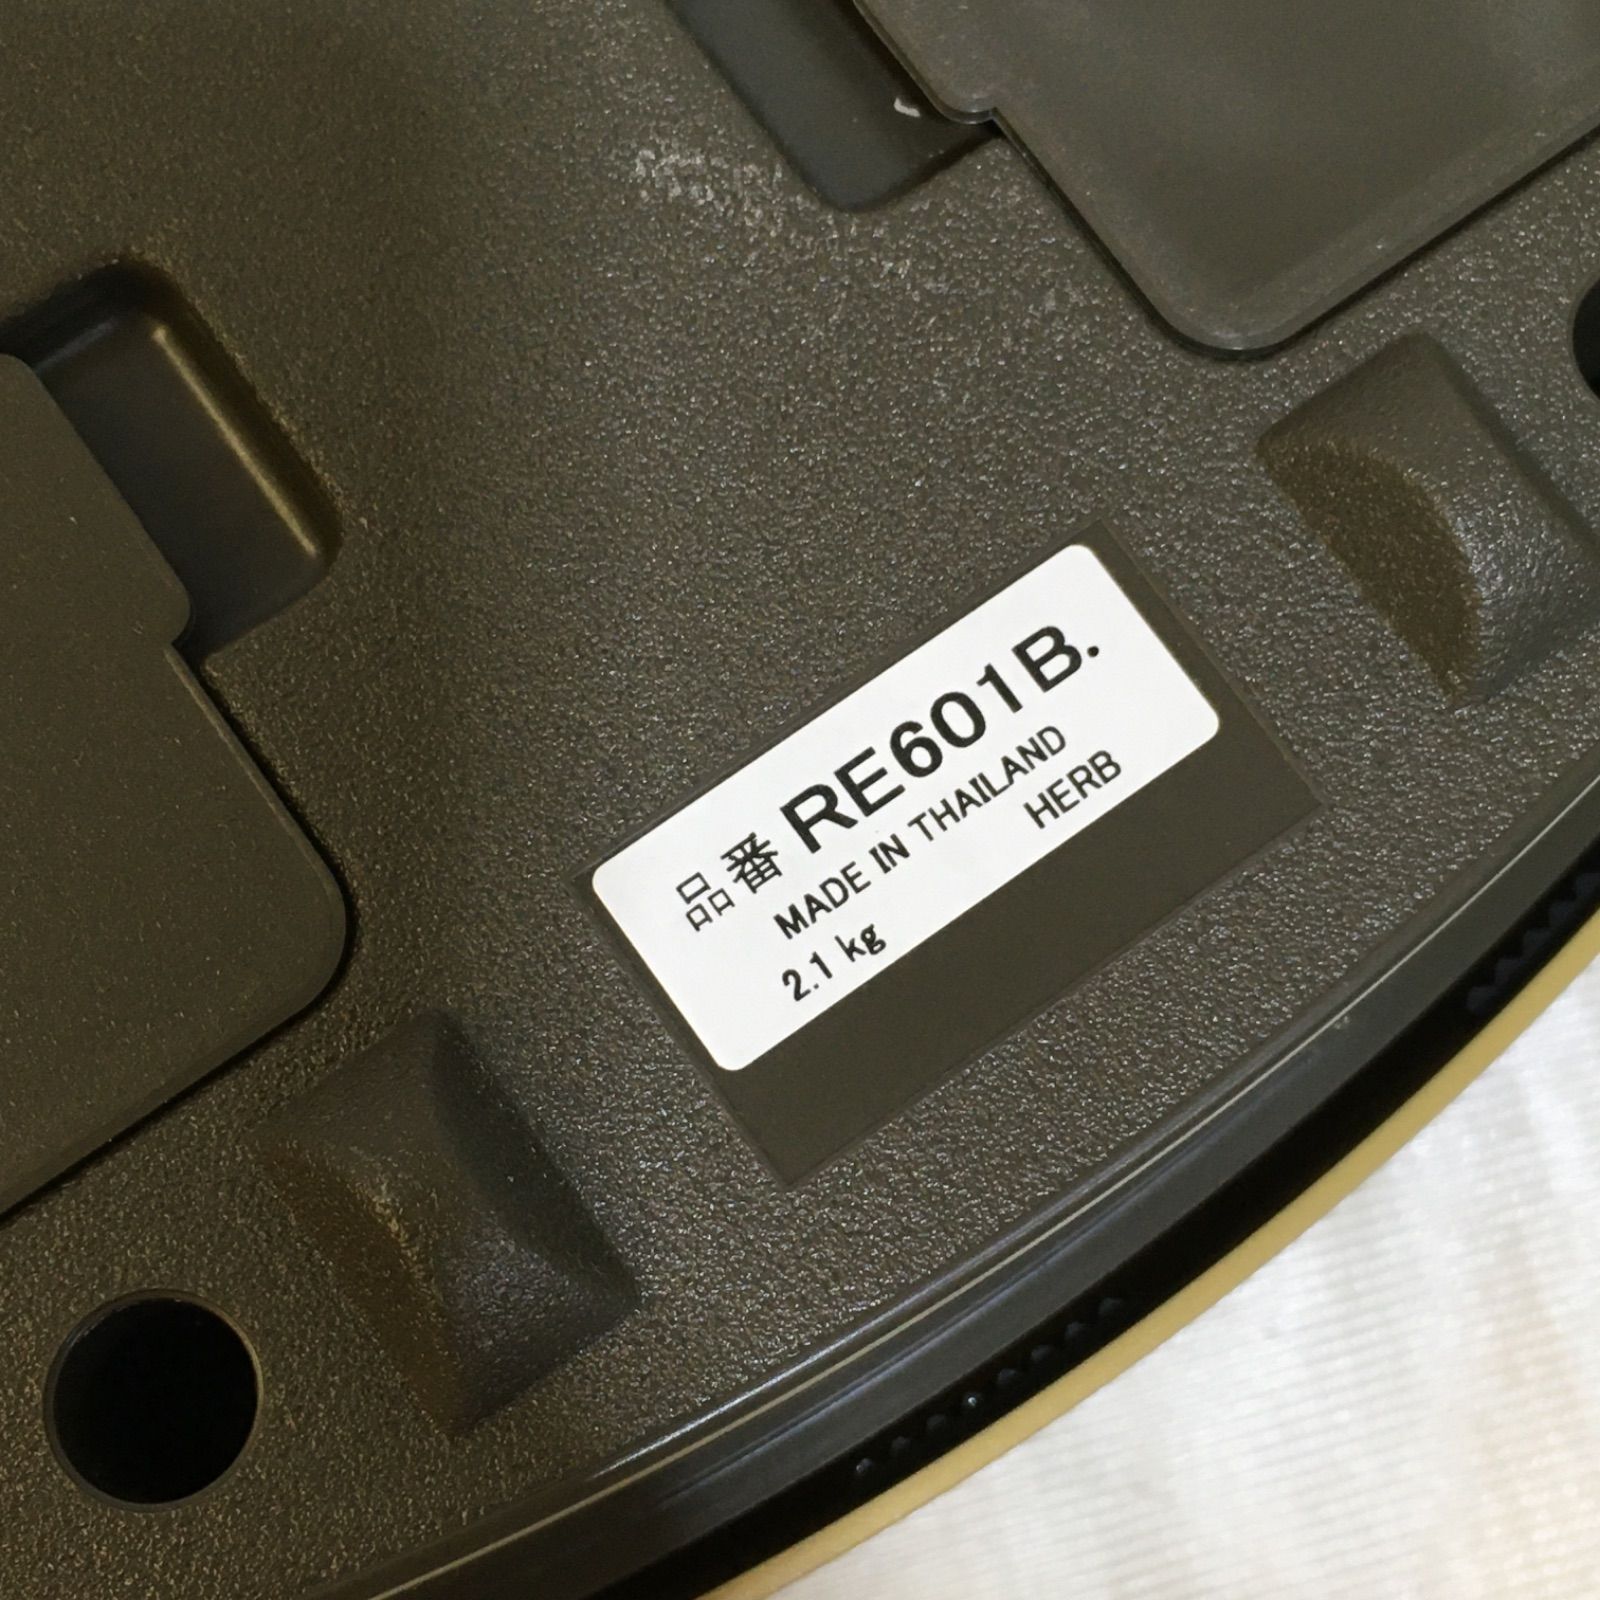 品番 RE601B.
MADE IN THAILAND
2.1 kg HERB